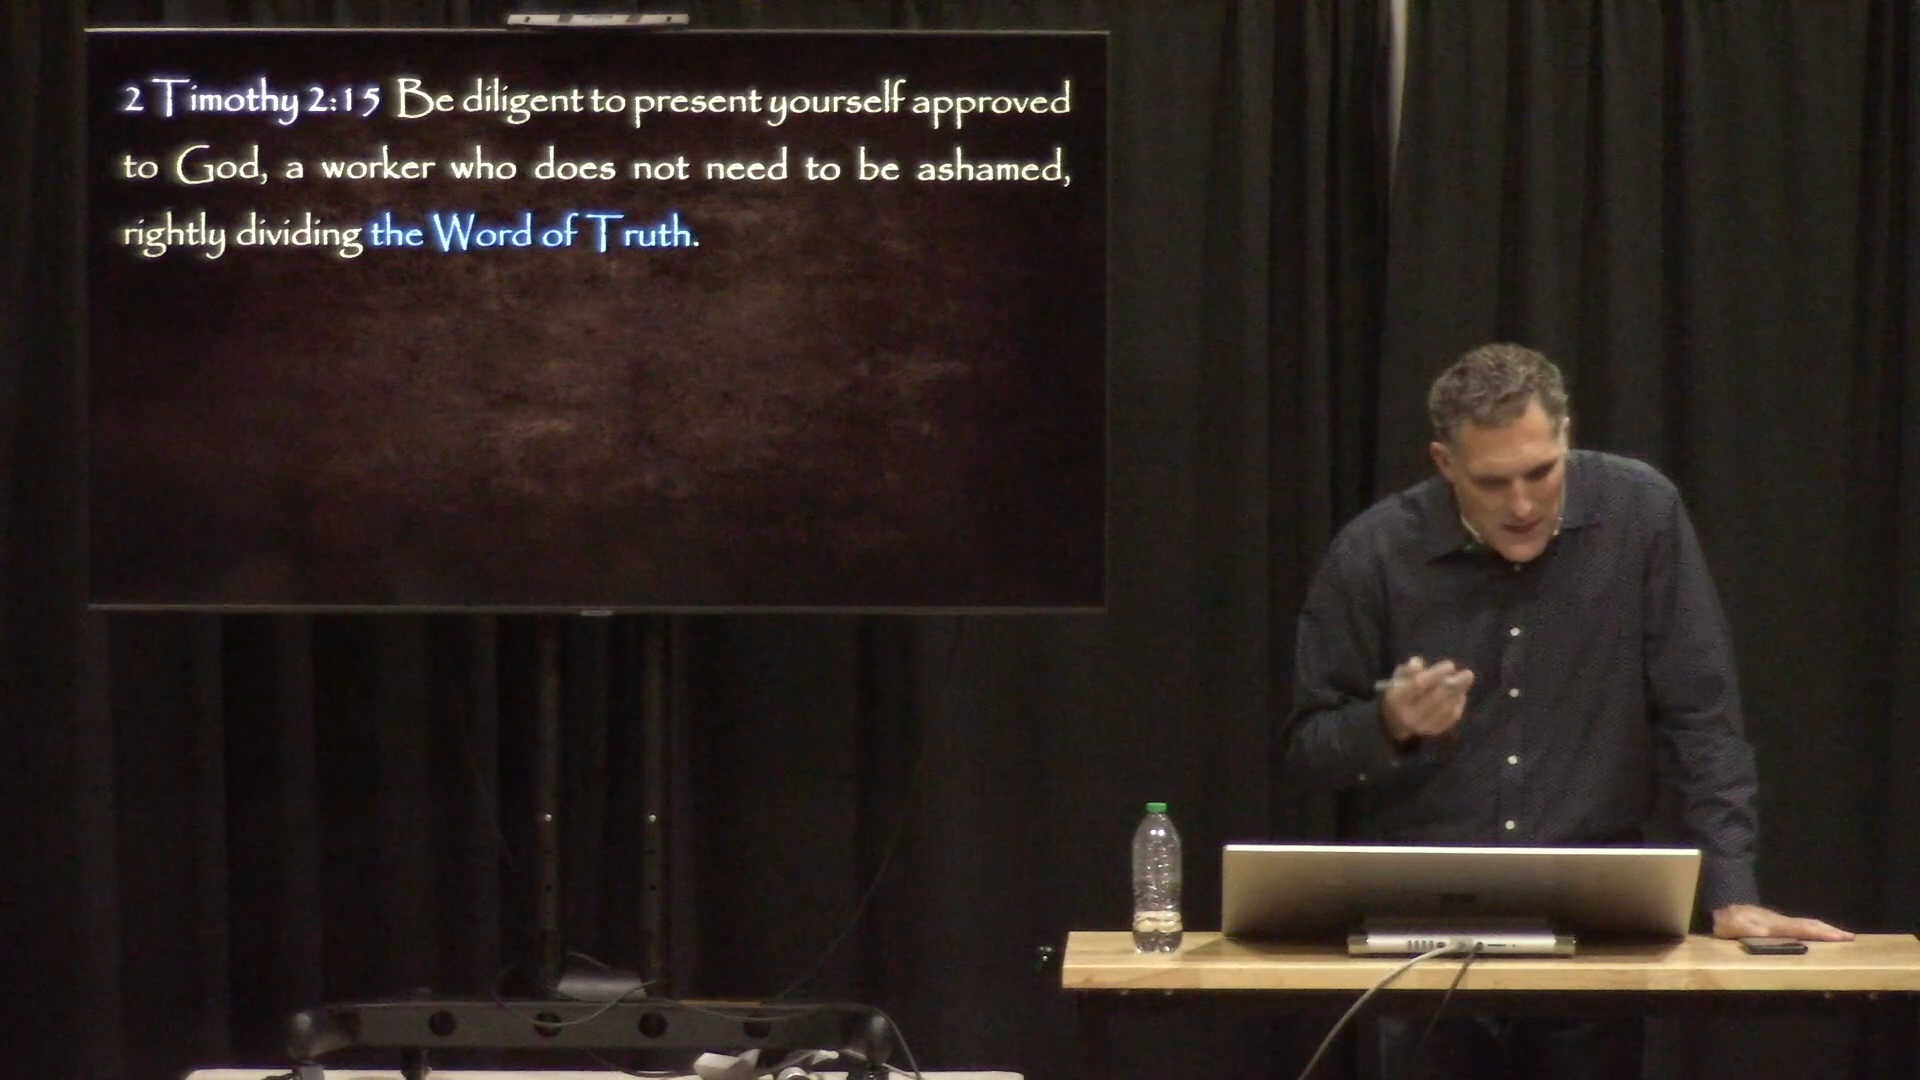 2 Timothy 2:15 Be diligent to present yourself approved
to God, a worker who does not need to be ashamed,
rightly dividing the Word of Truth.